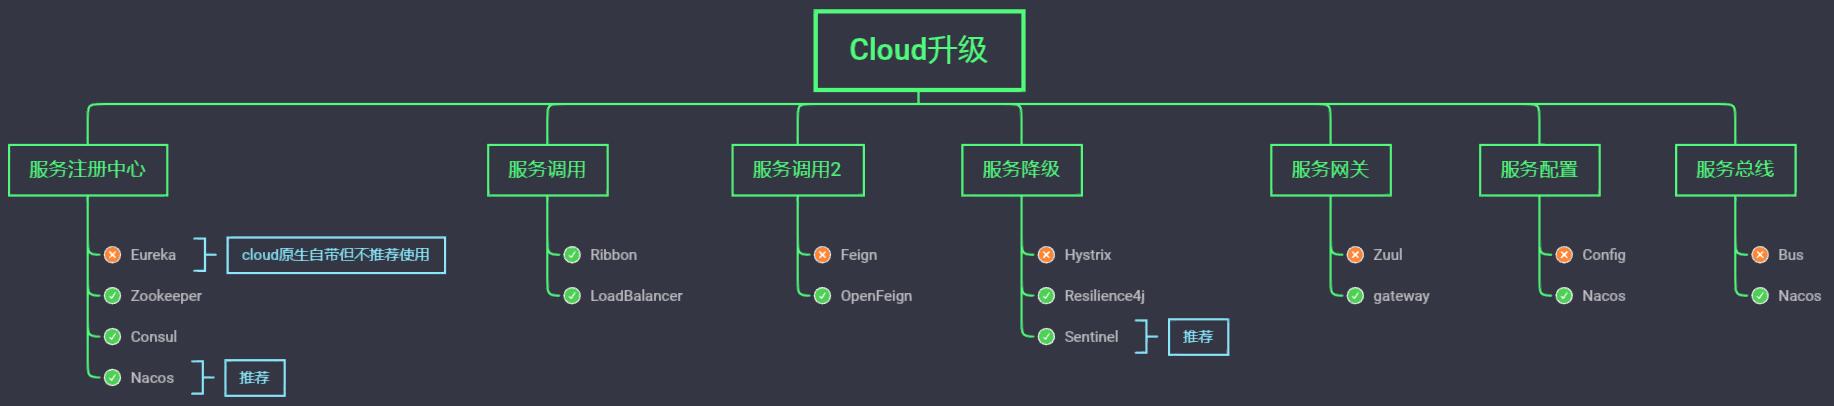 Cloud升级
服务注册中心
Eureka
cloud原生自带但不推荐使用
Zookeeper
Consul
Nacos
推荐
服务调用
Ribbon
LoadBalancer
服务调用2
Feign
OpenFeign
服务降级
Hystrix
Resilience4j
Sentinel
推荐
服务网关
Zuul
gateway
服务配置
Config
Nacos
服务总线
Bus
Nacos